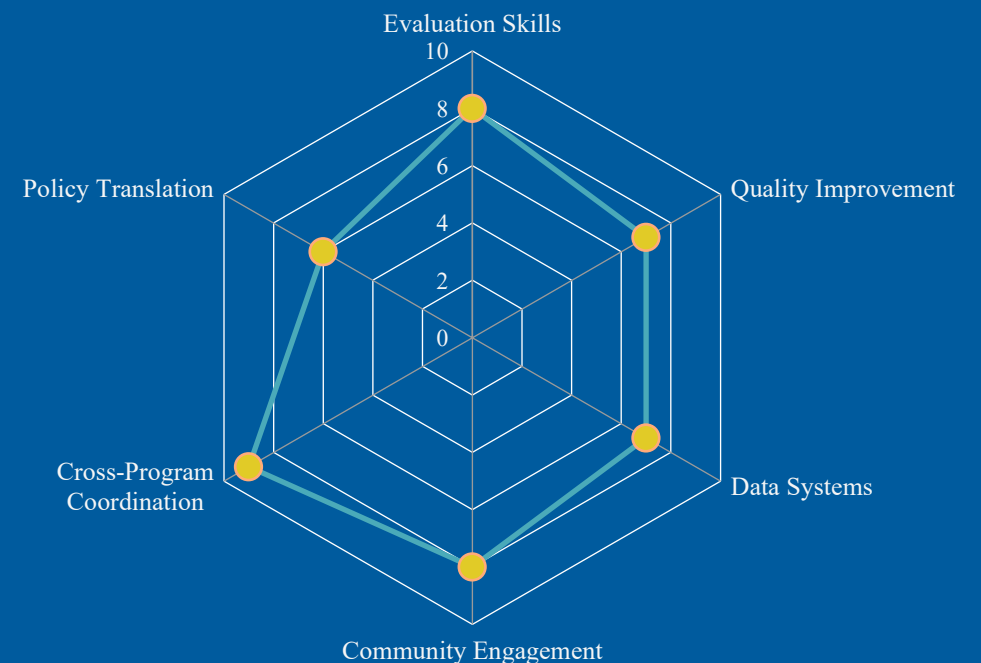 Evaluation Skills
10
8
6
4
2
0
Policy Translation
Quality Improvement
Cross-Program
Coordination
Data Systems
Community Engagement